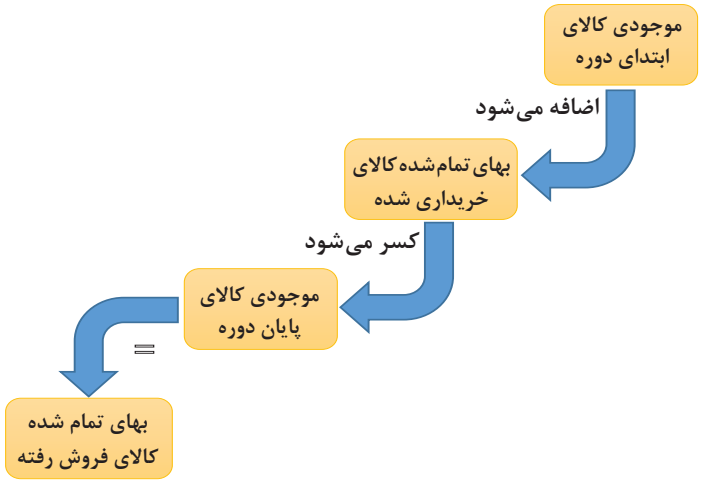 موجودی کالای
ابتدای دوره
اضافه می‌شود
بهای تمام‌شده کالای
خریداری شده
کسر می‌شود
موجودی کالای
پایان دوره
=
بهای تمام شده
کالای فروش رفته